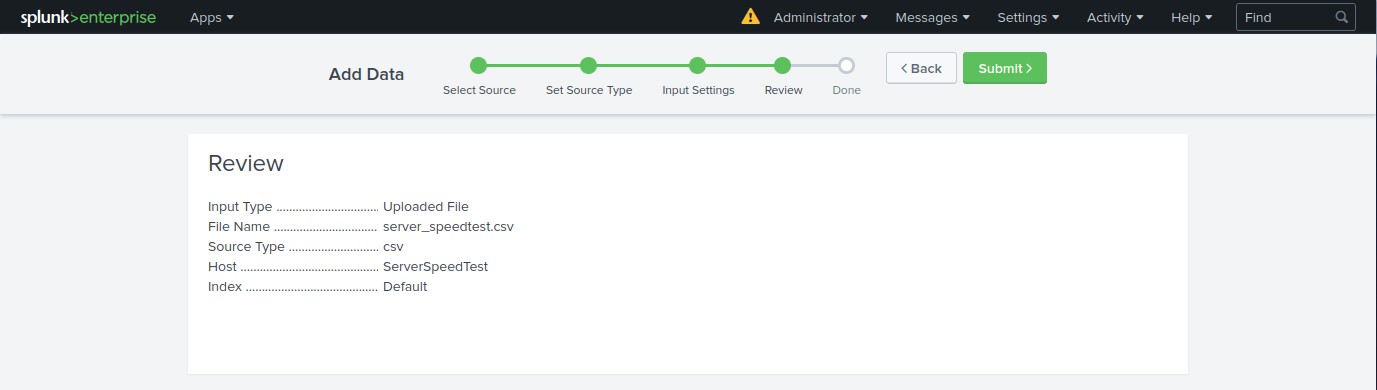 splunk>enterprise Apps Administrator Messages Settings Activity Help Find
Add Data
Select Source Set Source Type Input Settings Review Done
< Back Submit >
Review
Input Type ................................ Uploaded File
File Name ................................ server_speedtest.csv
Source Type ............................ csv
Host .......................................... ServerSpeedTest
Index ......................................... Default